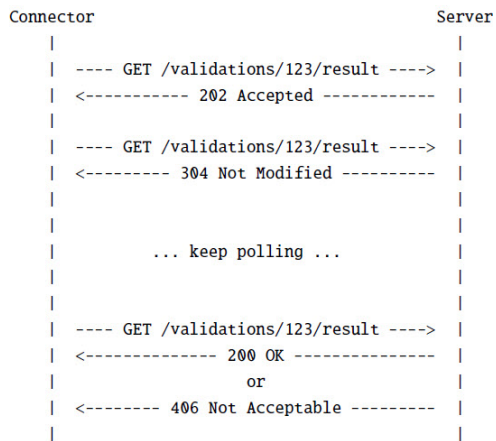 Connector Server
| |
| ---- GET /validations/123/result ----> |
| <----------- 202 Accepted ------------ |
| |
| ---- GET /validations/123/result ----> |
| <--------- 304 Not Modified ---------- |
| |
| |
| ... keep polling ... |
| |
| |
| ---- GET /validations/123/result ----> |
| <-------------- 200 OK --------------- |
| or |
| <-------- 406 Not Acceptable --------- |
| |